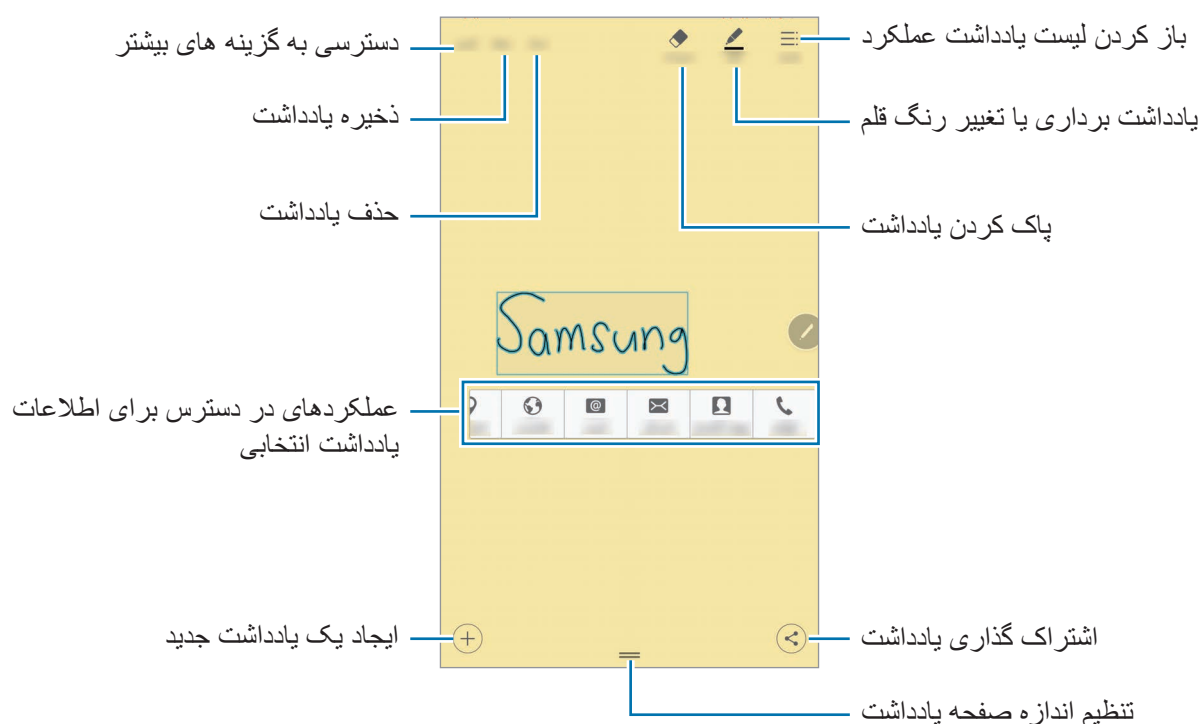 باز کردن لیست یادداشت عملکرد
یادداشت برداری یا تغییر رنگ قلم
پاک کردن یادداشت
دسترسی به گزینه های بیشتر
ذخیره یادداشت
حذف یادداشت
Samsung
عملکردهای در دسترس برای اطلاعات
یادداشت انتخابی
اشتراک گذاری یادداشت
ایجاد یک یادداشت جدید
تنظیم اندازه صفحه یادداشت